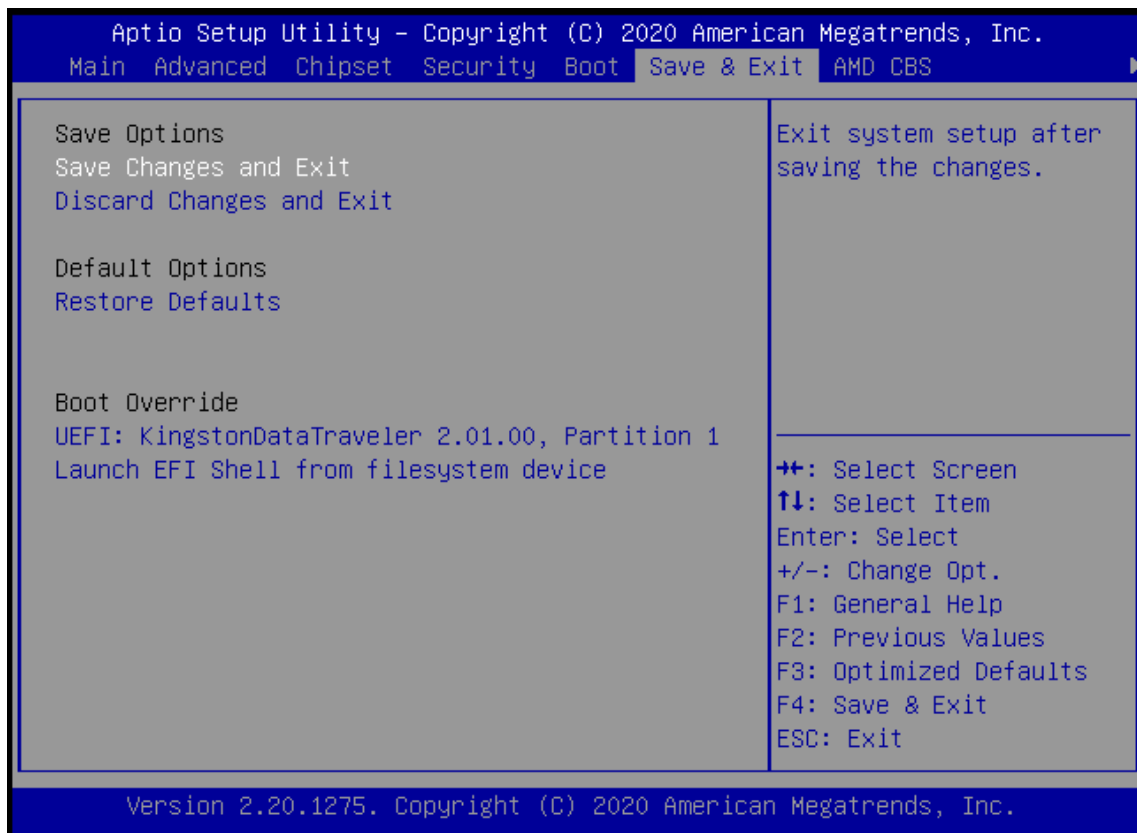 Aptio Setup Utility – Copyright (C) 2020 American Megatrends, Inc.
Main Advanced Chipset Security Boot Save & Exit AMD CBS
Save Options
Save Changes and Exit
Discard Changes and Exit
Default Options
Restore Defaults
Boot Override
UEFI: KingstonDataTraveler 2.01.00, Partition 1
Launch EFI Shell from filesystem device
Exit system setup after
saving the changes.
→←: Select Screen
↑↓: Select Item
Enter: Select
+/-: Change Opt.
F1: General Help
F2: Previous Values
F3: Optimized Defaults
F4: Save & Exit
ESC: Exit
Version 2.20.1275. Copyright (C) 2020 American Megatrends, Inc.